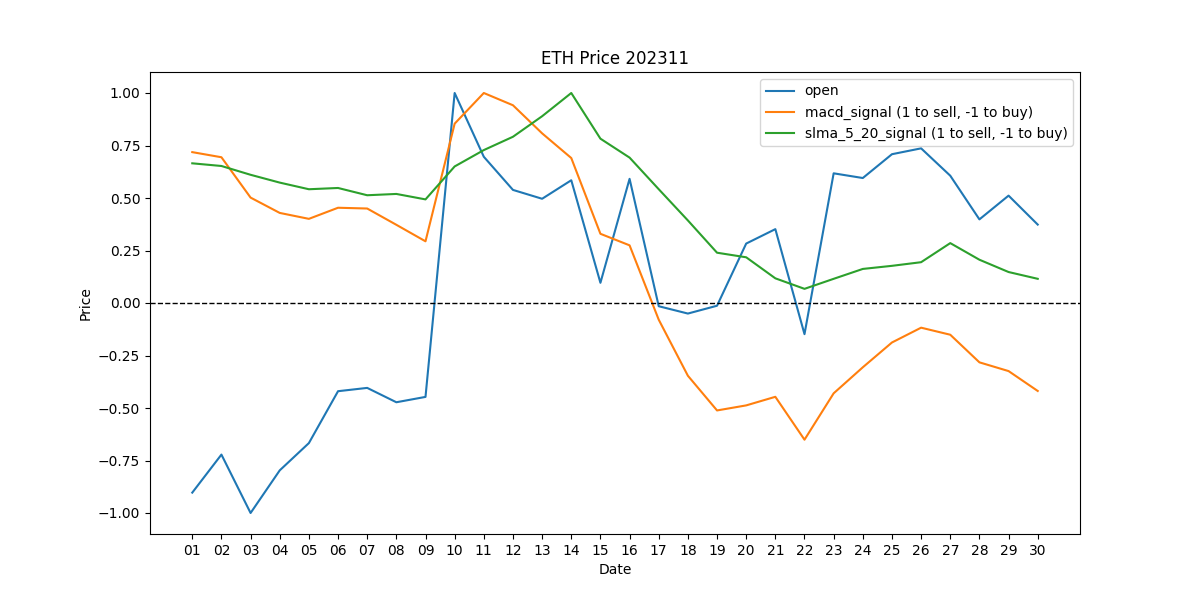 ETH Price 202311
open
macd_signal (1 to sell, -1 to buy)
slma_5_20_signal (1 to sell, -1 to buy)
Price
1.00
0.75
0.50
0.25
0.00
−0.25
−0.50
−0.75
−1.00
01 02 03 04 05 06 07 08 09 10 11 12 13 14 15 16 17 18 19 20 21 22 23 24 25 26 27 28 29 30
Date